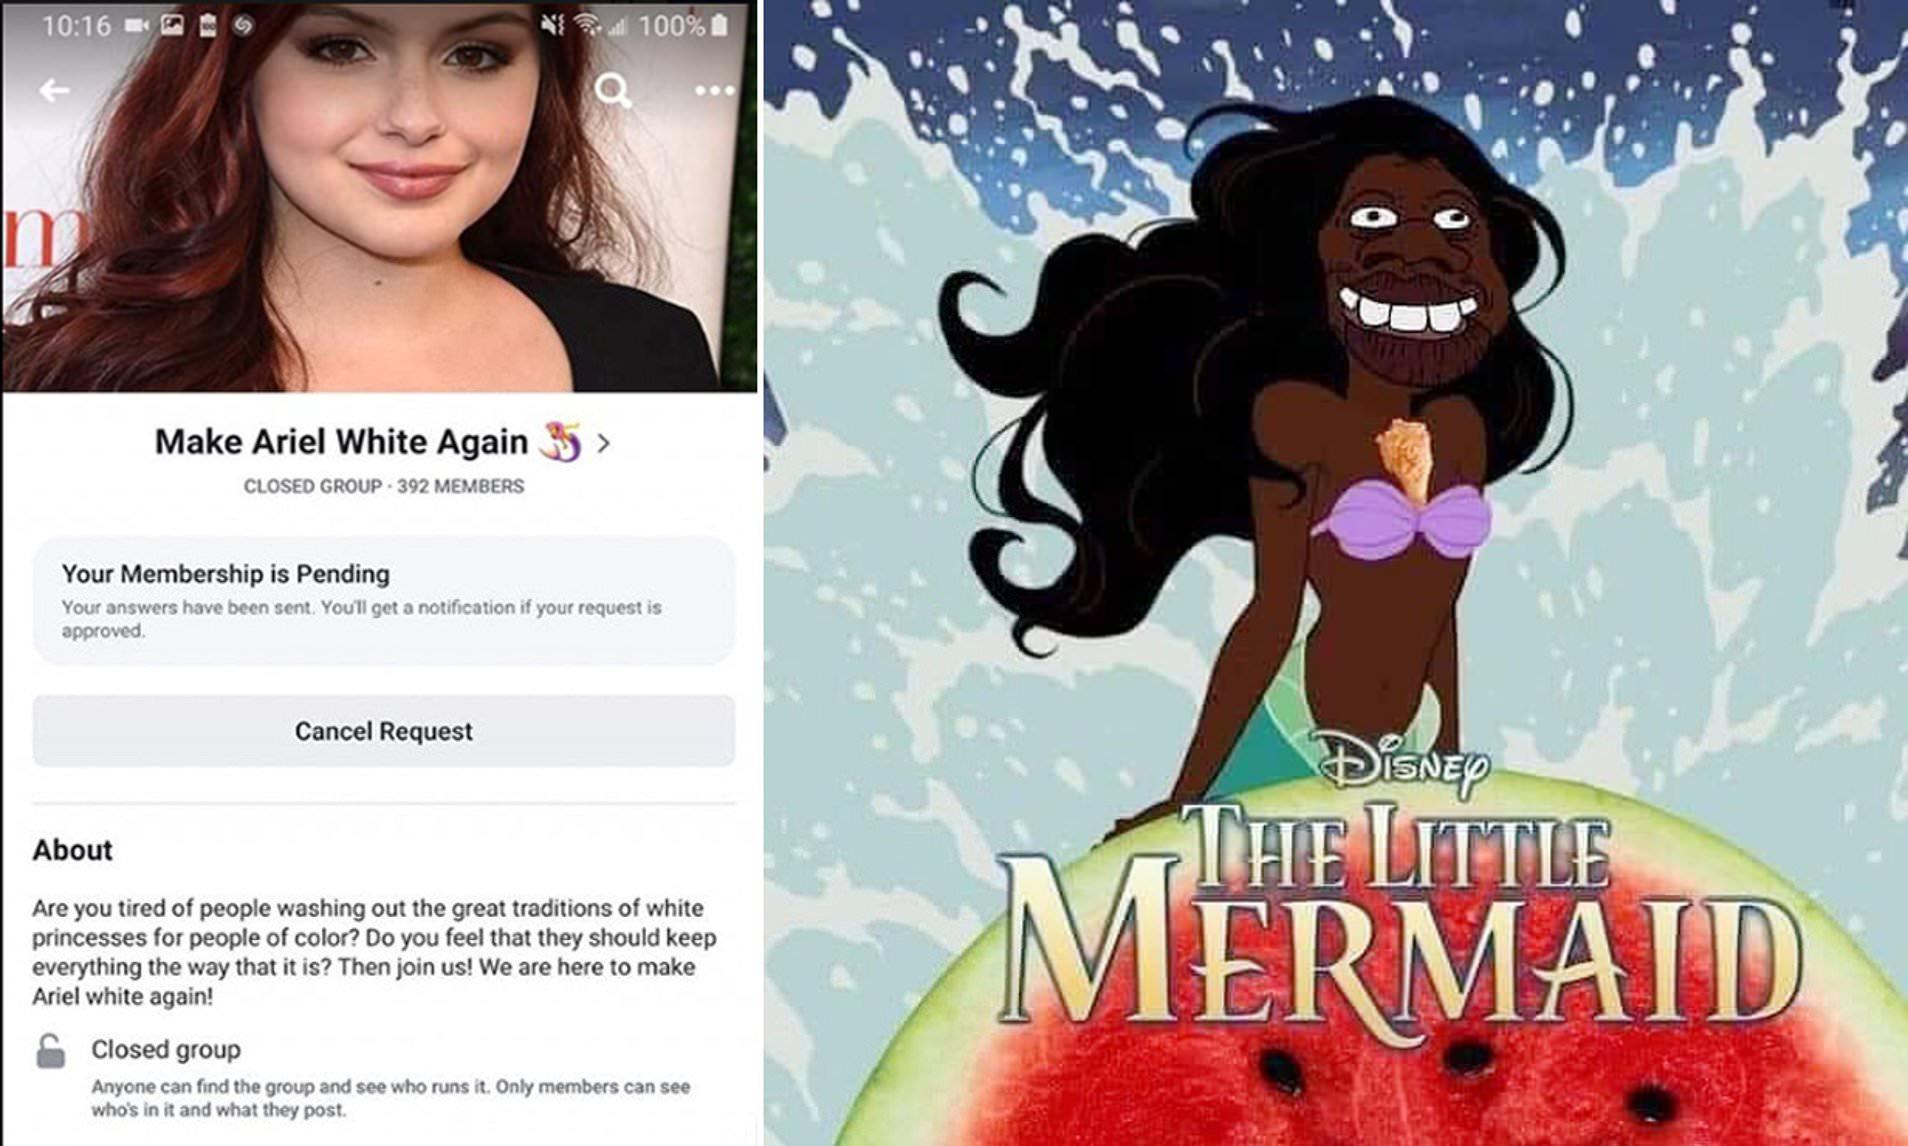 10:16
100%
m
Make Ariel White Again
CLOSED GROUP · 392 MEMBERS
Your Membership is Pending
Your answers have been sent. You'll get a notification if your request is
approved.
Cancel Request
About
Are you tired of people washing out the great traditions of white
princesses for people of color? Do you feel that they should keep
everything the way that it is? Then join us! We are here to make
Ariel white again!
Closed group
Anyone can find the group and see who runs it. Only members can see
who's in it and what they post.
DISNEY
THE LITTLE
MERMAID